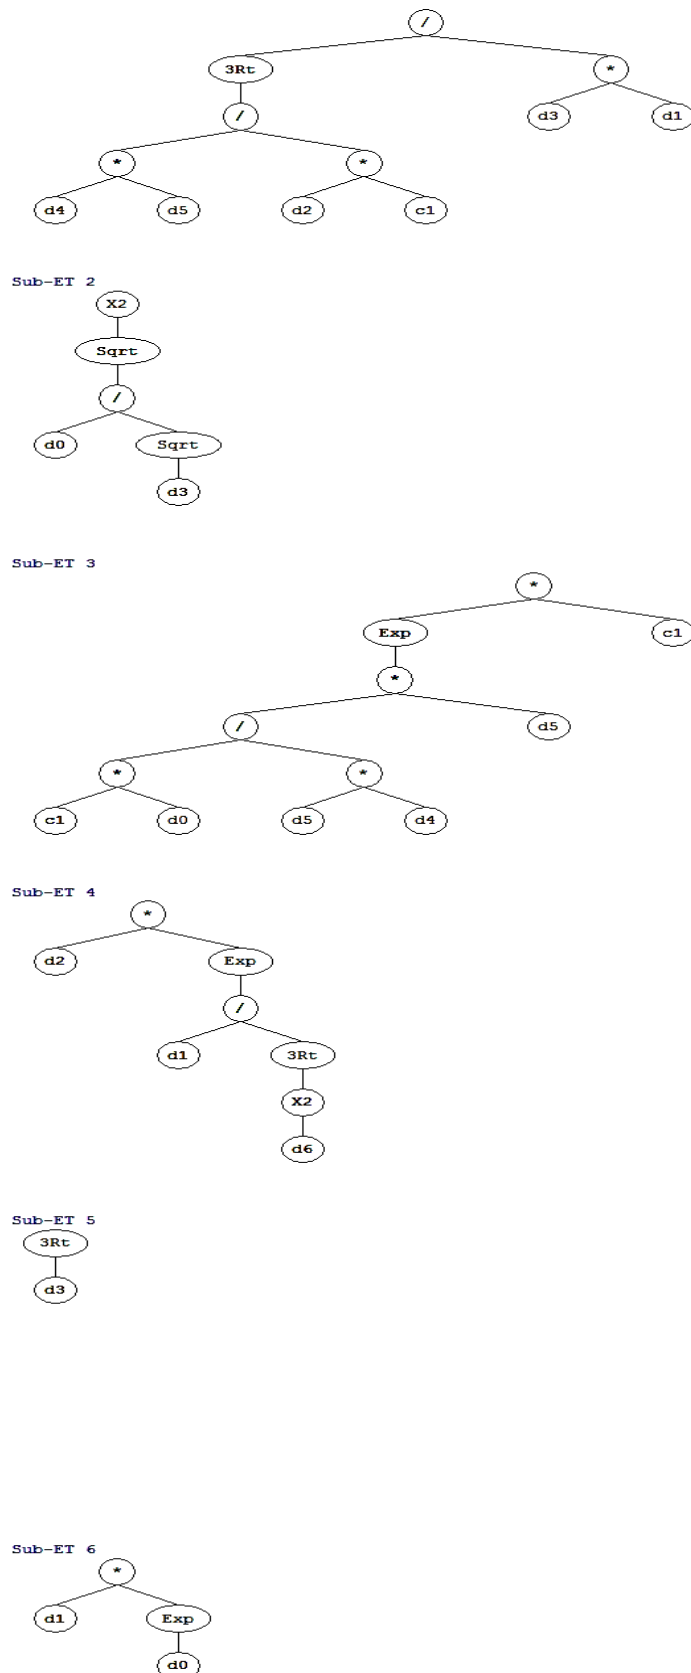 /
3Rt *
/ d3 d1
* *
d4 d5 d2 c1
Sub-ET 2
X2
Sqrt
/
d0 Sqrt
d3
Sub-ET 3
*
Exp c1
*
/ d5
* *
c1 d0 d5 d4
Sub-ET 4
*
d2 Exp
/
d1 3Rt
X2
d6
Sub-ET 5
3Rt
d3
Sub-ET 6
*
d1 Exp
d0